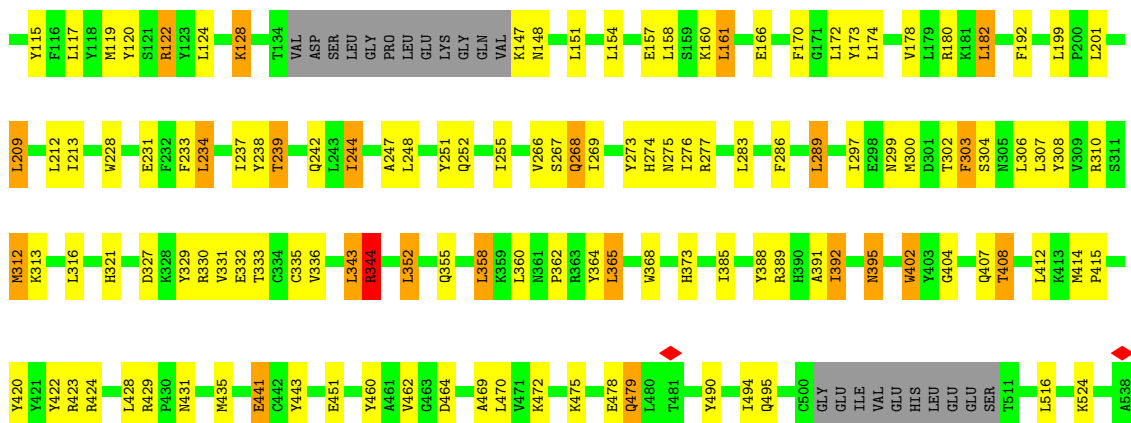 Y115 F116 L117 Y118 M119 Y120 S121 R122 Y123 L124 K128 T134 VAL ASP SER LEU GLY PRO LEU GLU LYS GLY GLN VAL K147 N148 L151 L154 E157 L158 S159 K160 L161 E166 F170 G171 L172 Y173 L174 V178 L179 R180 K181 L182 F192 L199 P200 L201
L209 L212 I213 W228 E231 F232 F233 L234 I237 Y238 T239 Q242 L243 I244 A247 L248 Y251 Q252 I255 V266 S267 Q268 I269 Y273 H274 N275 I276 R277 L283 F286 L289 I297 E298 N299 M300 D301 T302 F303 S304 N305 L306 L307 Y308 V309 R310 S311
M312 K313 L316 H321 D327 K328 Y329 R330 V331 E332 T333 C334 C335 V336 L343 R344 L352 Q355 L358 K359 L360 N361 P362 R363 Y364 L365 W368 H373 I385 Y388 R389 H390 A391 I392 N395 W402 Y403 G404 Q407 T408 L412 K413 M414 P415
Y420 Y421 Y422 R423 R424 L428 R429 P430 N431 M435 E441 C442 Y443 E451 Y460 A461 V462 G463 D464 A469 L470 V471 K472 K475 E478 Q479 L480 T481 Y490 I494 Q495 C500 GLY GLU ILE VAL GLU HIS LEU GLU GLU SER T511 L516 K524 A538